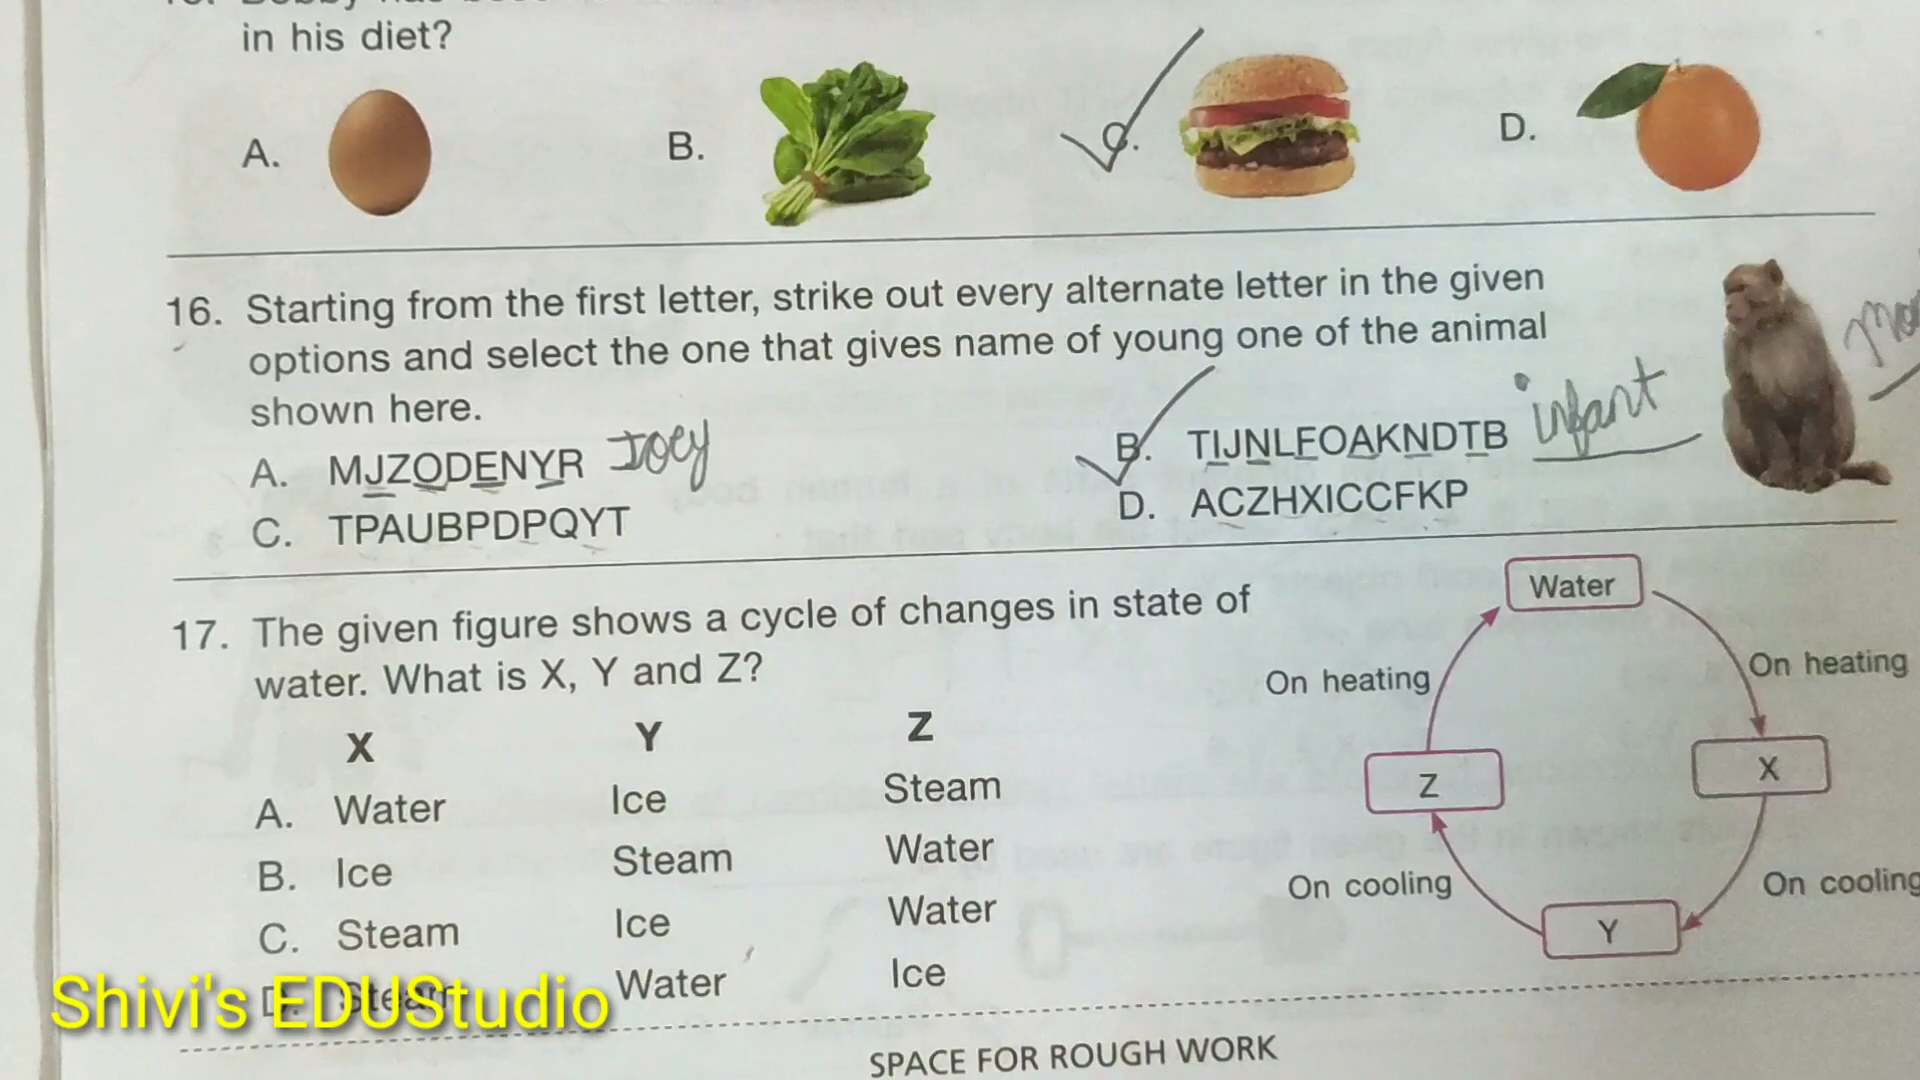 in his diet?
A.
B.
C.
D.
16. Starting from the first letter, strike out every alternate letter in the given
options and select the one that gives name of young one of the animal
shown here.
A. MJZODENYR Joey
B. TIJNLFOAKNDTB infant
C. TPAUBPDPQYT
D. ACZHXICCFKP
17. The given figure shows a cycle of changes in state of
water. What is X, Y and Z?
X Y Z
A. Water Ice Steam
B. Ice Steam Water
C. Steam Ice Water
D. Steam Water Ice
Water
On heating
On heating
Z
X
On cooling
On cooling
Y
Shivi's EDUStudio
SPACE FOR ROUGH WORK